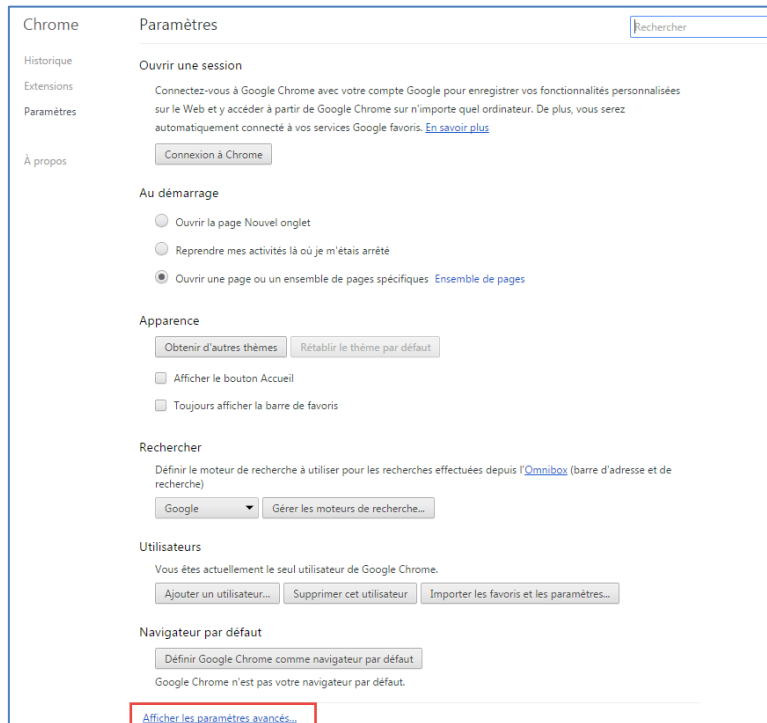 Chrome
Paramètres
Rechercher
Historique
Extensions
Paramètres
À propos
Ouvrir une session
Connectez-vous à Google Chrome avec votre compte Google pour enregistrer vos fonctionnalités personnalisées
sur le Web et y accéder à partir de Google Chrome sur n'importe quel ordinateur. De plus, vous serez
automatiquement connecté à vos services Google favoris. En savoir plus
Connexion à Chrome
Au démarrage
Ouvrir la page Nouvel onglet
Reprendre mes activités là où je m'étais arrêté
Ouvrir une page ou un ensemble de pages spécifiques Ensemble de pages
Apparence
Obtenir d'autres thèmes Rétablir le thème par défaut
Afficher le bouton Accueil
Toujours afficher la barre de favoris
Rechercher
Définir le moteur de recherche à utiliser pour les recherches effectuées depuis l'Omnibox (barre d'adresse et de
recherche)
Google Gérer les moteurs de recherche...
Utilisateurs
Vous êtes actuellement le seul utilisateur de Google Chrome.
Ajouter un utilisateur... Supprimer cet utilisateur Importer les favoris et les paramètres...
Navigateur par défaut
Définir Google Chrome comme navigateur par défaut
Google Chrome n'est pas votre navigateur par défaut.
Afficher les paramètres avancés...